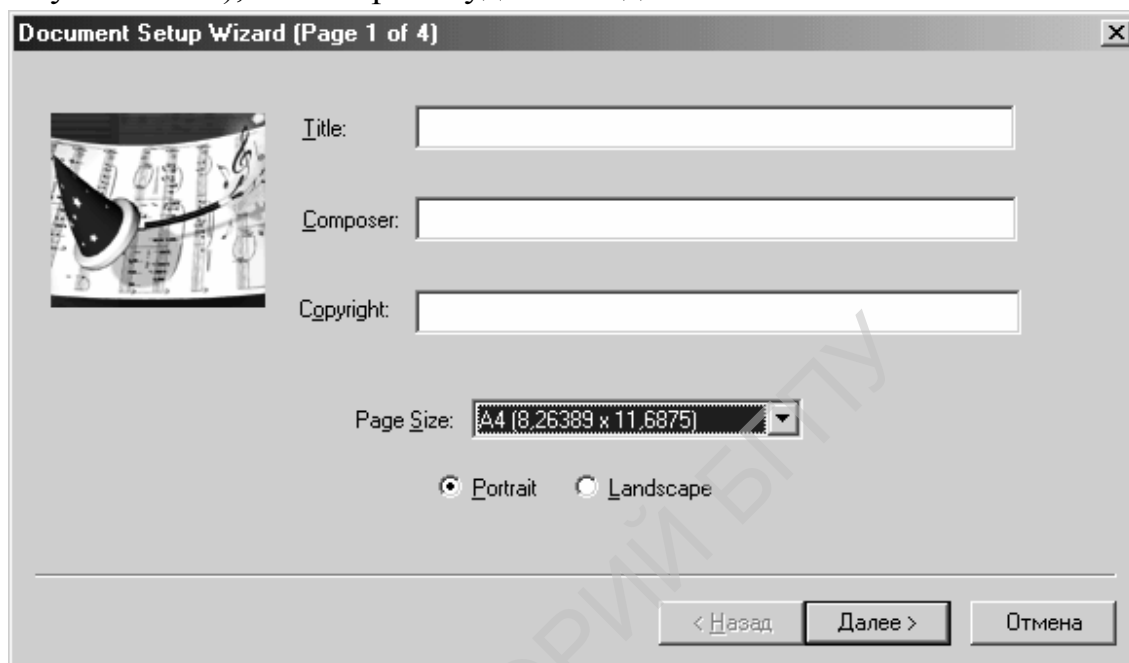 Document Setup Wizard (Page 1 of 4)
Title:
Composer:
Copyright:
Page Size: A4 (8,26389 x 11,6875)
Portrait Landscape
< Назад Далее > Отмена